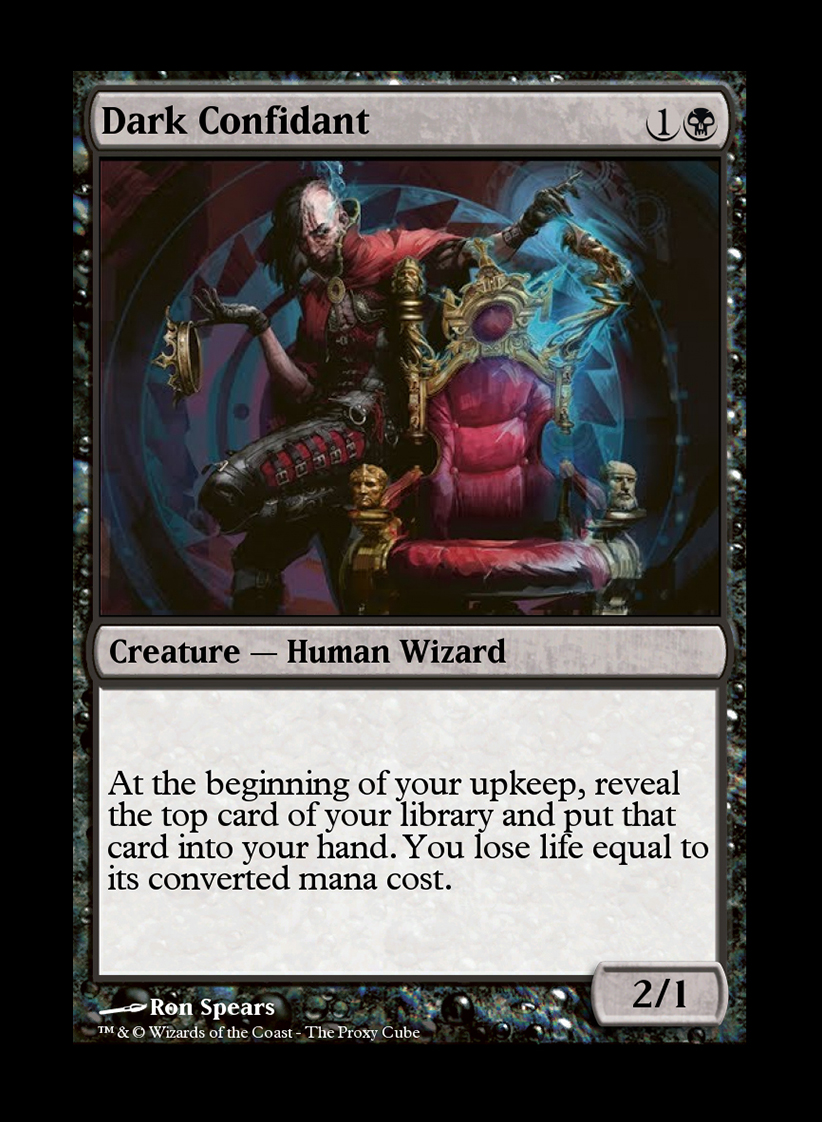 Dark Confidant 1
Creature — Human Wizard
At the beginning of your upkeep, reveal
the top card of your library and put that
card into your hand. You lose life equal to
its converted mana cost.
2/1
Ron Spears
™ & © Wizards of the Coast - The Proxy Cube